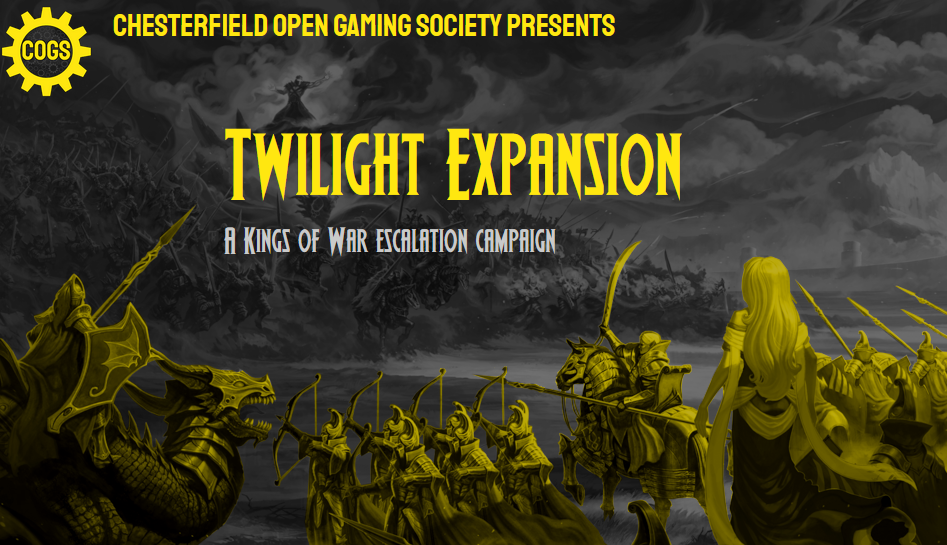 CHESTERFIELD OPEN GAMING SOCIETY PRESENTS
COGS
TWILIGHT EXPANSION
A KINGS OF WAR ESCALATION CAMPAIGN